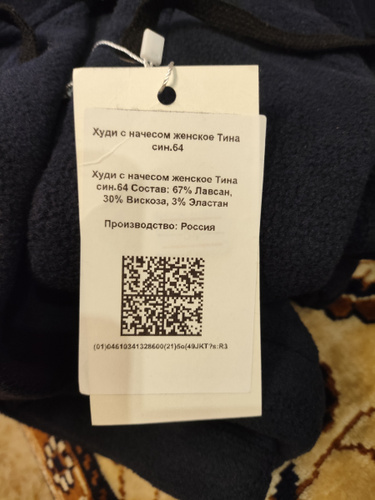 Худи с начесом женское Тина
син.64
Худи с начесом женское Тина
син.64 Состав: 67% Лавсан,
30% Вискоза, 3% Эластан
Производство: Россия
(01)04610341328600(21)5o(49JKT?s:R3